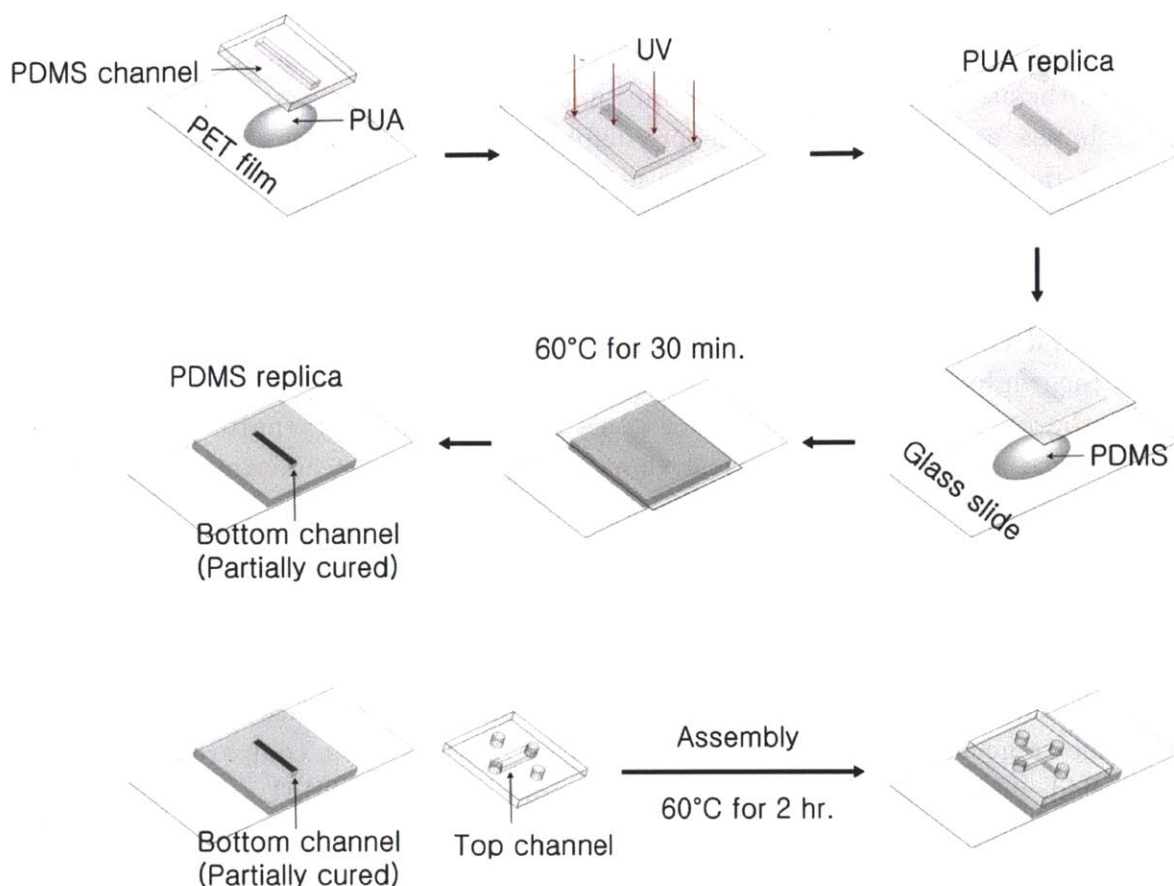 UV
PUA replica
PDMS channel
PUA
PET film
60°C for 30 min.
PDMS replica
PDMS
Glass slide
Bottom channel
(Partially cured)
Assembly
60°C for 2 hr.
Bottom channel
(Partially cured)
Top channel